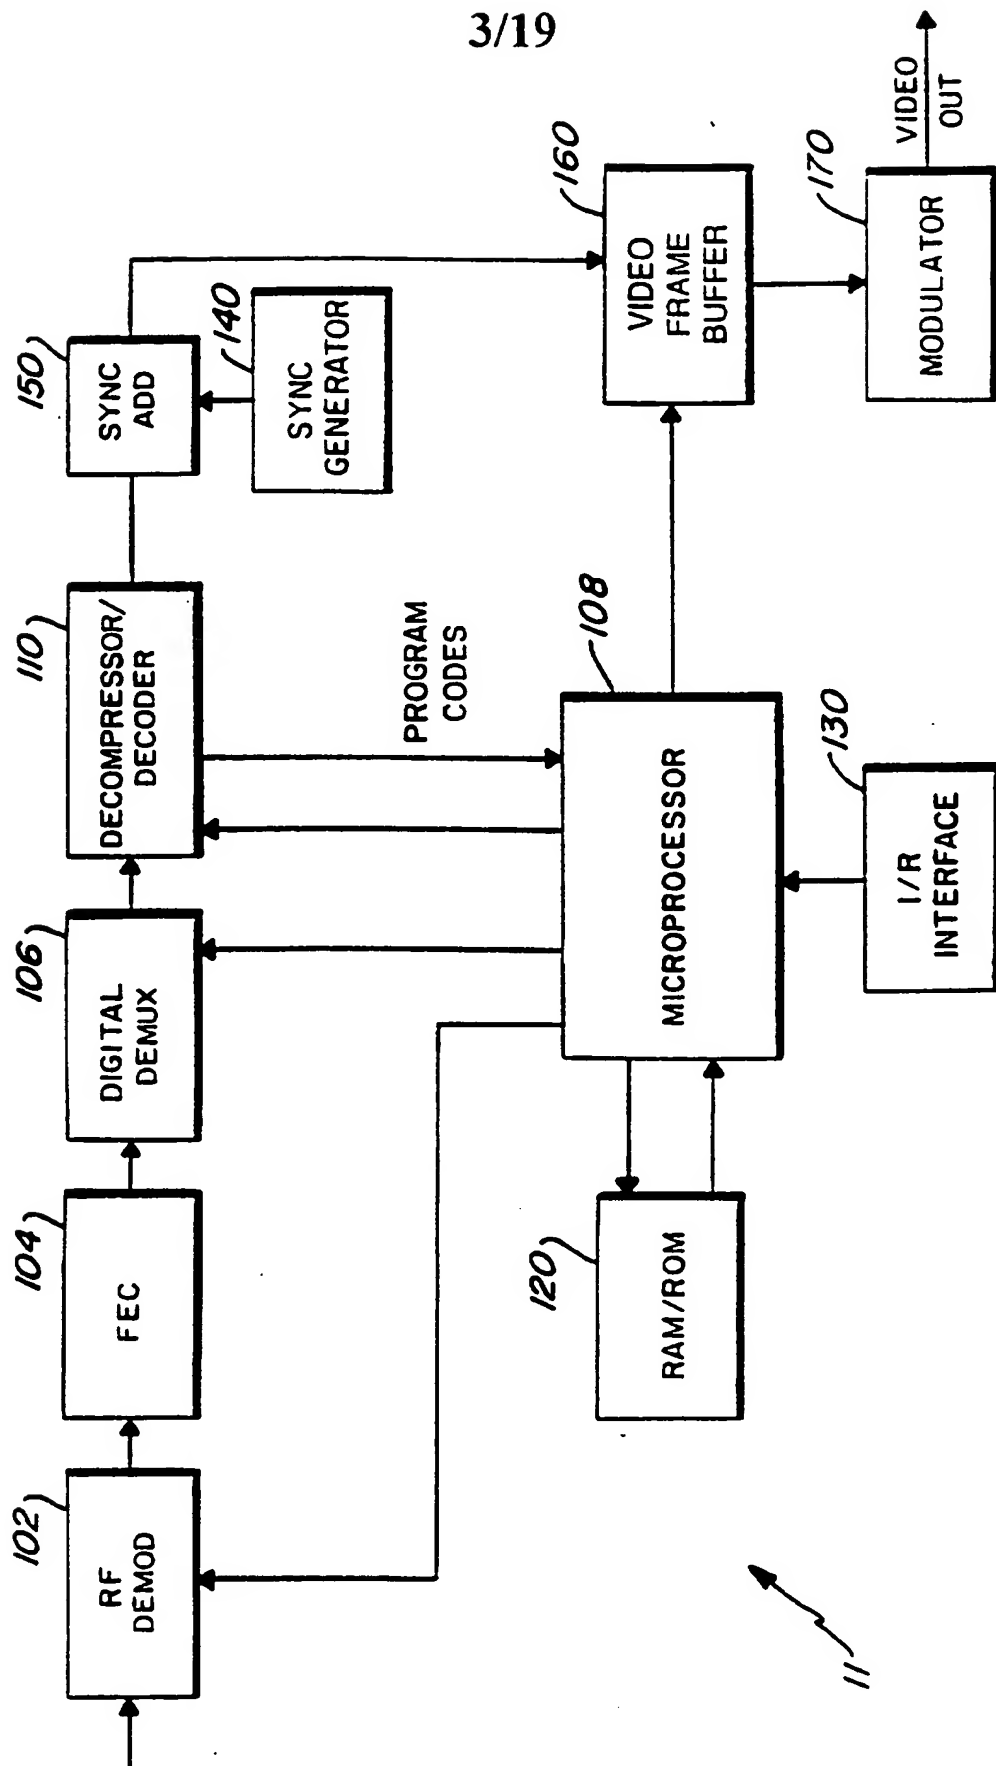 3/19
102
RF
DEMOD
104
FEC
106
DIGITAL
DEMUX
110
DECOMPRESSOR/
DECODER
150
SYNC
ADD
140
SYNC
GENERATOR
PROGRAM
CODES
120
RAM/ROM
108
MICROPROCESSOR
160
VIDEO
FRAME
BUFFER
130
I/R
INTERFACE
170
MODULATOR
VIDEO
OUT
11